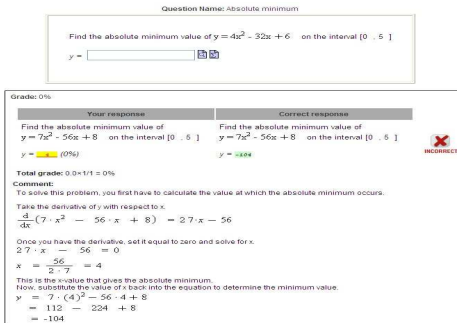 Question Name: Absolute minimum
Find the absolute minimum value of y = 4x² - 32x + 6 on the interval [0 , 5 ]
y =
Grade: 0%
Your response Correct response
Find the absolute minimum value of Find the absolute minimum value of
y = 7x² - 56x + 8 on the interval [0 , 5 ] y = 7x² - 56x + 8 on the interval [0 , 5 ]
y = (0%) y = -104
INCORRECT
Total grade: 0.0×1/1 = 0%
Comment:
To solve this problem, you first have to calculate the value at which the absolute minimum occurs.
Take the derivative of y with respect to x.
d/dx (7 · x² − 56 · x + 8) = 2 7 · x − 56
Once you have the derivative, set it equal to zero and solve for x.
2 7 · x − 56 = 0
x = 56/(2 · 7) = 4
This is the x-value that gives the absolute minimum.
Now, substitute the value of x back into the equation to determine the minimum value.
y = 7 · (4)² − 56 · 4 + 8
= 112 − 224 + 8
= -104